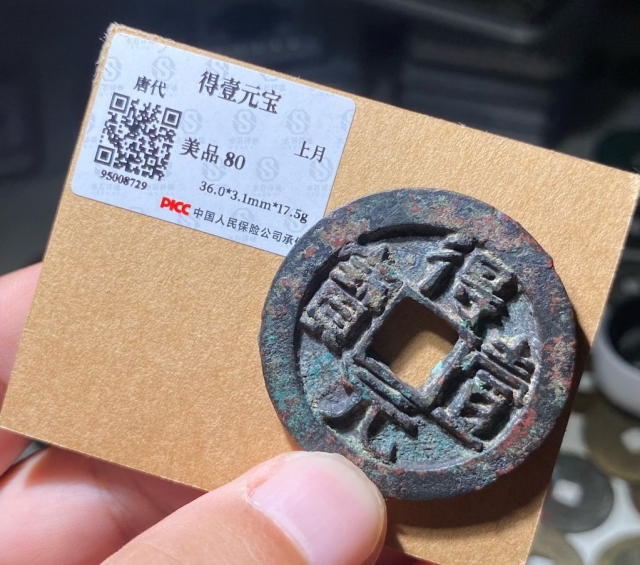 得壹元宝
唐代
美品 80
上月
95008729
36.0*3.1mm*17.5g
PICC 中国人民保险公司承
得壹元寶